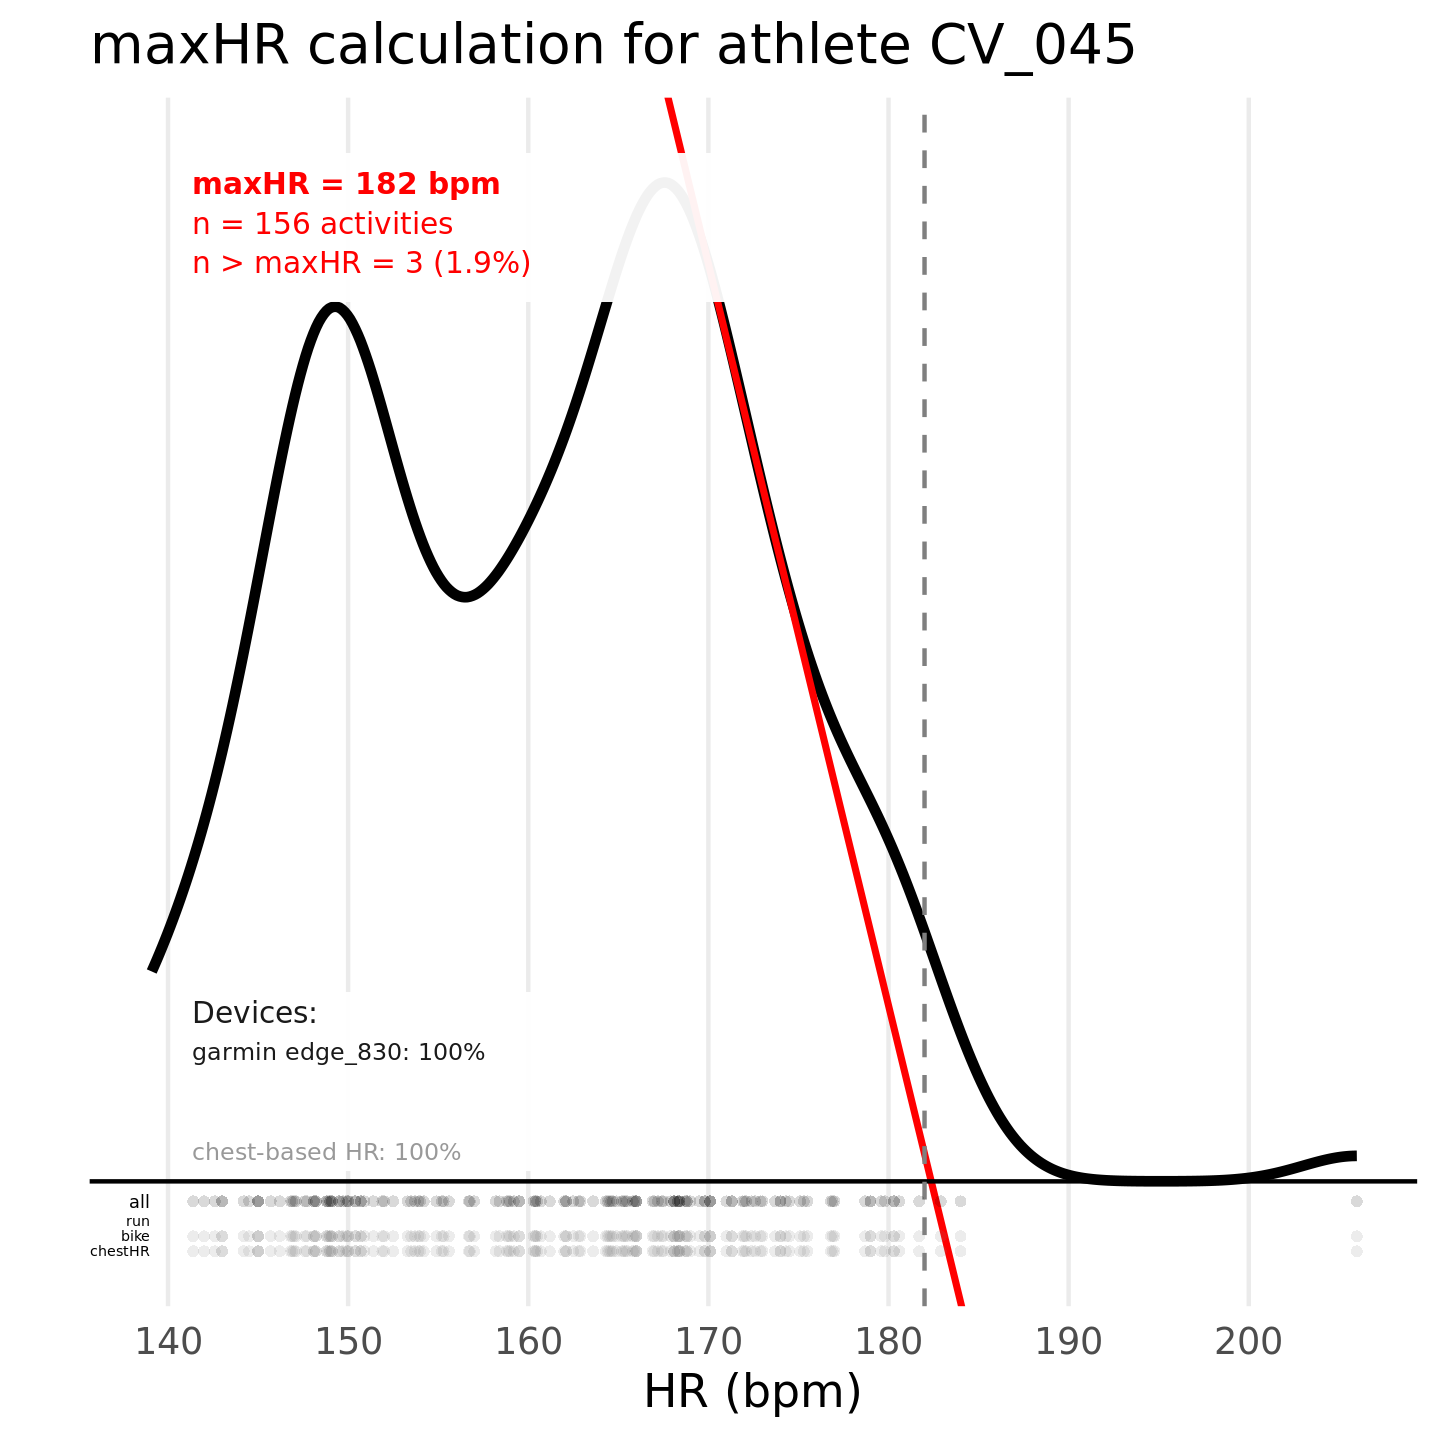 maxHR calculation for athlete CV_045
maxHR = 182 bpm
n = 156 activities
n > maxHR = 3 (1.9%)
Devices:
garmin edge_830: 100%
chest-based HR: 100%
all
run
bike
chestHR
140 150 160 170 180 190 200
HR (bpm)